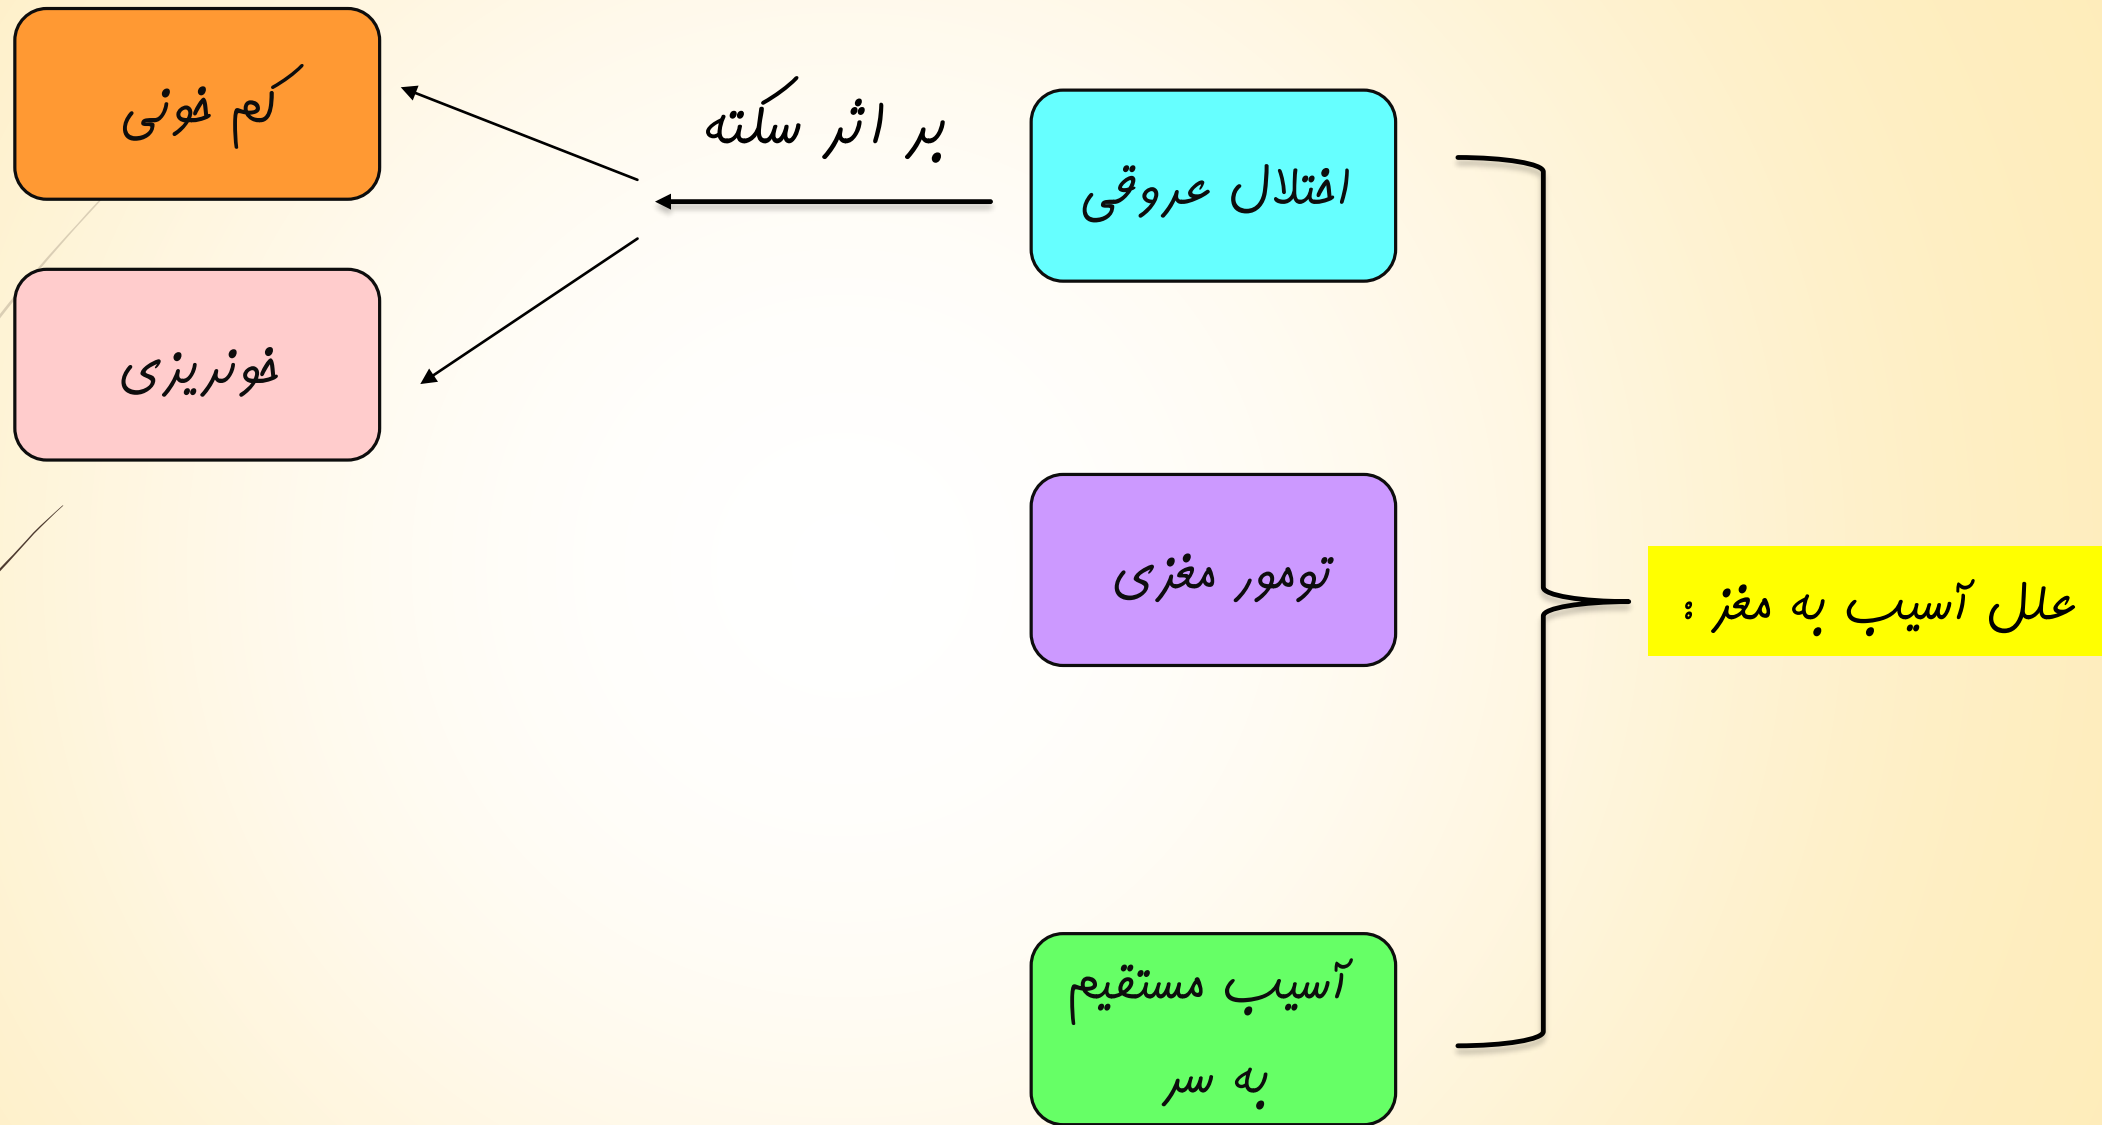 علل آسیب به مغز :
اختلال عروقی
بر اثر سکته
کم خونی
خونریزی
تومور مغزی
آسیب مستقیم
به سر